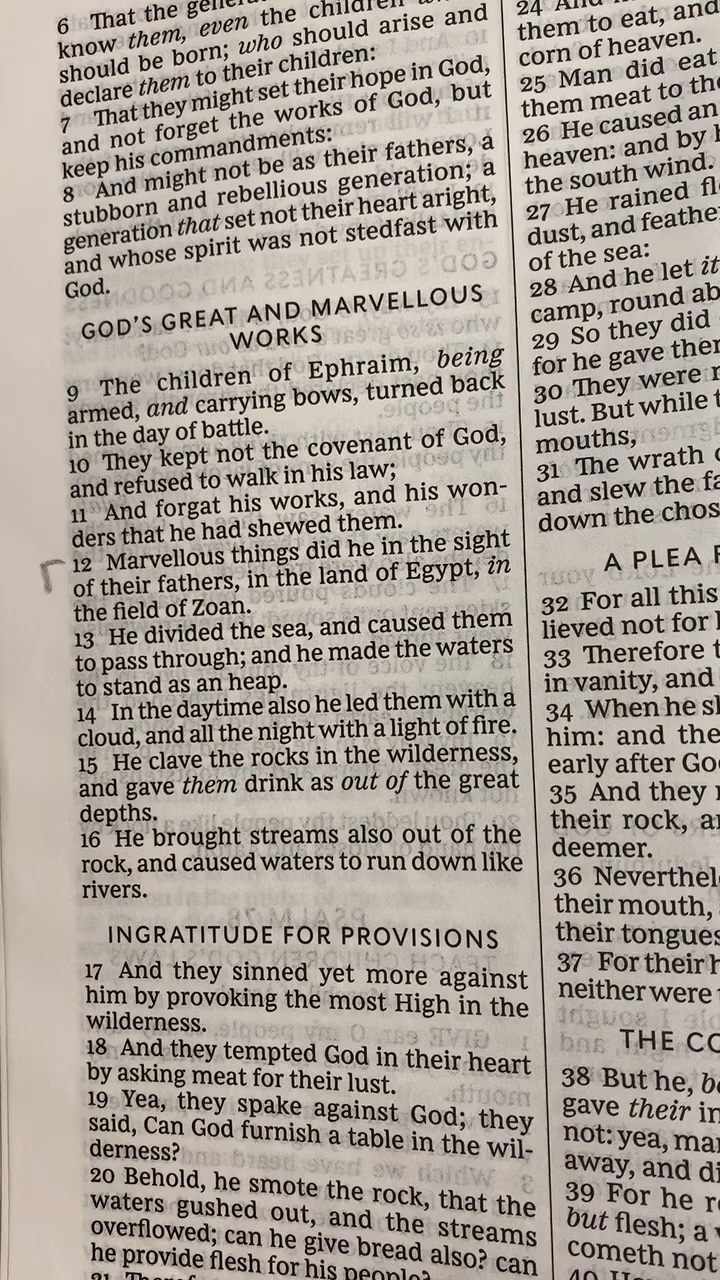 6 That the
know them, even the children
should be born; who should arise and
declare them to their children:
7 That they might set their hope in God,
and not forget the works of God, but
keep his commandments:
8 And might not be as their fathers, a
stubborn and rebellious generation; a
generation that set not their heart aright,
and whose spirit was not stedfast with
God.
GOD'S GREAT AND MARVELLOUS
WORKS
9 The children of Ephraim, being
armed, and carrying bows, turned back
in the day of battle.
10 They kept not the covenant of God,
and refused to walk in his law;
11 And forgat his works, and his won-
ders that he had shewed them.
12 Marvellous things did he in the sight
of their fathers, in the land of Egypt, in
the field of Zoan.
13 He divided the sea, and caused them
to pass through; and he made the waters
to stand as an heap.
14 In the daytime also he led them with a
cloud, and all the night with a light of fire.
15 He clave the rocks in the wilderness,
and gave them drink as out of the great
depths.
16 He brought streams also out of the
rock, and caused waters to run down like
rivers.
INGRATITUDE FOR PROVISIONS
17 And they sinned yet more against
him by provoking the most High in the
wilderness.
18 And they tempted God in their heart
by asking meat for their lust.
19 Yea, they spake against God; they
said, Can God furnish a table in the wil-
derness?
20 Behold, he smote the rock, that the
waters gushed out, and the streams
overflowed; can he give bread also? can
he provide flesh for his people?
24 And
them to eat, and
corn of heaven.
25 Man did eat
them meat to
26 He caused an
heaven: and by
the south wind.
27 He rained
dust, and
of the sea:
28 And he let it
camp, round
29 So they did
for he gave
30 They were
lust. But while
mouths,
31 The wrath
and slew the
down the
A PLEA
32 For all this
lieved not for
33 Therefore
in vanity, and
34 When he
him: and the
early after
35 And they
their rock,
deemer.
36
their mouth,
their tongues
37 For their
neither were
THE
38 But he,
gave their
not: yea,
away, and
39 For he
but flesh; a
cometh not